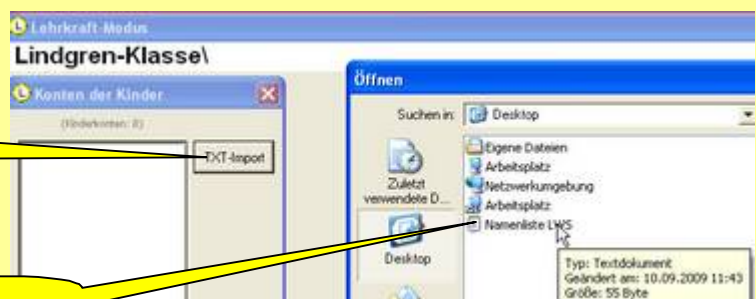 Lehrkraft-Modus
Lindgren-Klasse\
Konten der Kinder
(Kinderkonten: 0)
TXT-Import
Öffnen
Suchen in:
Desktop
Zuletzt
verwendete D...
Desktop
Eigene Dateien
Arbeitsplatz
Netzwerkumgebung
Arbeitsplatz
Namenliste LWS
Typ: Textdokument
Geändert am: 10.09.2009 11:43
Größe: 55 Byte